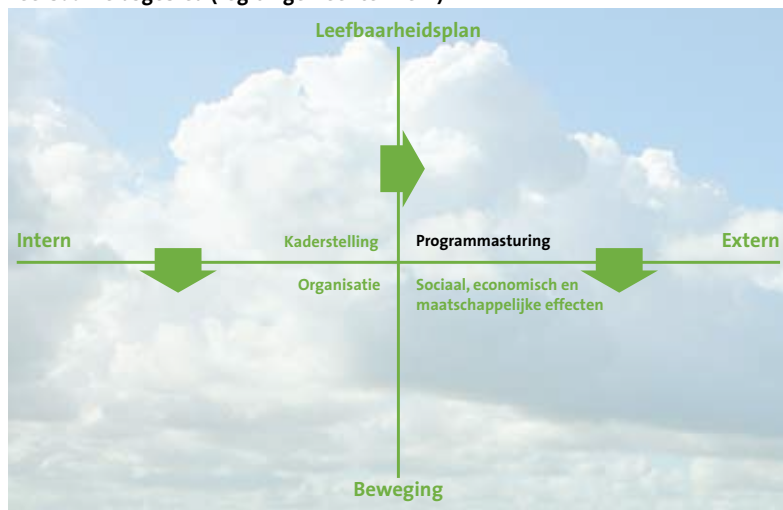 Leefbaarheidsplan
Intern
Kaderstelling
Programmasturing
Extern
Organisatie
Sociaal, economisch en
maatschappelijke effecten
Beweging